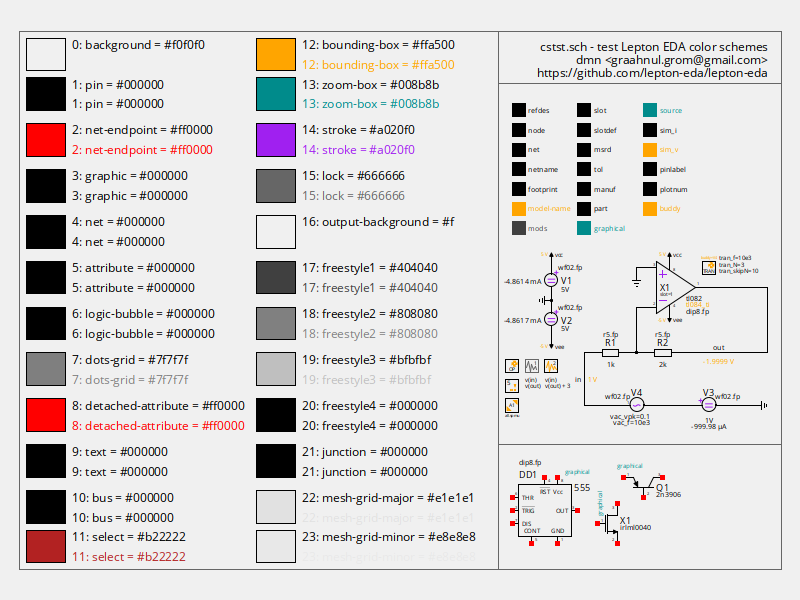 0: background = #f0f0f0
1: pin = #000000
1: pin = #000000
2: net-endpoint = #ff0000
2: net-endpoint = #ff0000
3: graphic = #000000
3: graphic = #000000
4: net = #000000
4: net = #000000
5: attribute = #000000
5: attribute = #000000
6: logic-bubble = #000000
6: logic-bubble = #000000
7: dots-grid = #7f7f7f
7: dots-grid = #7f7f7f
8: detached-attribute = #ff0000
8: detached-attribute = #ff0000
9: text = #000000
9: text = #000000
10: bus = #000000
10: bus = #000000
11: select = #b22222
11: select = #b22222
12: bounding-box = #ffa500
12: bounding-box = #ffa500
13: zoom-box = #008b8b
13: zoom-box = #008b8b
14: stroke = #a020f0
14: stroke = #a020f0
15: lock = #666666
15: lock = #666666
16: output-background = #f
17: freestyle1 = #404040
17: freestyle1 = #404040
18: freestyle2 = #808080
18: freestyle2 = #808080
19: freestyle3 = #bfbfbf
19: freestyle3 = #bfbfbf
20: freestyle4 = #000000
20: freestyle4 = #000000
21: junction = #000000
21: junction = #000000
22: mesh-grid-major = #e1e1e1
22: mesh-grid-major = #e1e1e1
23: mesh-grid-minor = #e8e8e8
23: mesh-grid-minor = #e8e8e8
cstst.sch - test Lepton EDA color schemes
dmn <graahnul.grom@gmail.com>
https://github.com/lepton-eda/lepton-eda
refdes
node
net
netname
footprint
model-name
mods
slot
slotdef
msrd
tol
manuf
part
graphical
source
sim_i
sim_v
pinlabel
plotnum
buddy
vcc
wf02.fp
-4.8614 mA
V1
5V
wf02.fp
-4.8617 mA
V2
5V
vee
vcc
tran_f=10e3
tran_N=3
tran_skipN=10
TRAN
X1
slot=1
tl082
dip8.fp
vee
r5.fp
R1
1k
r5.fp
R2
2k
out
-1.9999 V
v(in)
v(out)
v(in)
v(out) + 3
in
1 V
wf02.fp
V4
vac_vpk=0.1
vac_f=10e3
V3
wf02.fp
1V
-999.98 µA
dip8.fp
DD1
graphical
555
RST Vcc
THR
TRIG
OUT
DIS
CONT
GND
graphical
Q1
2n3906
graphical
X1
irlml0040